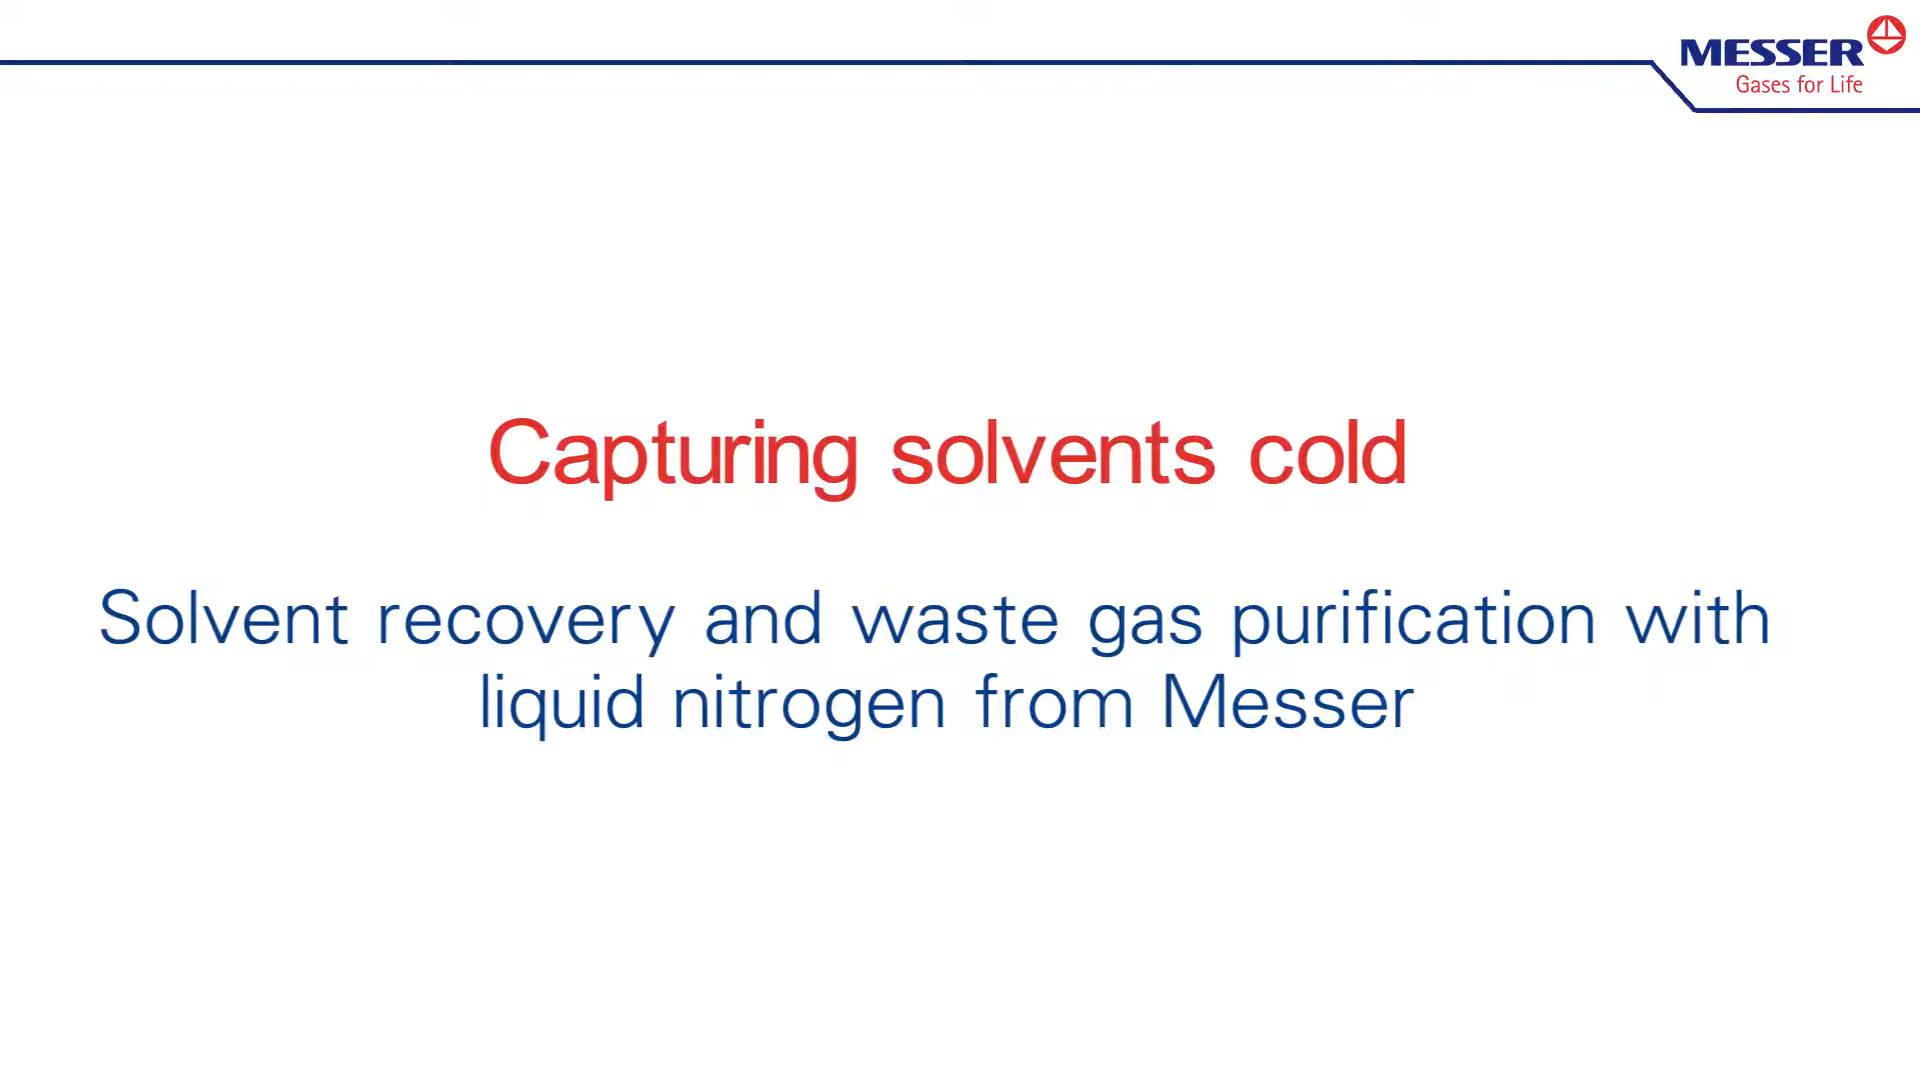 MESSER
Gases for Life
Capturing solvents cold
Solvent recovery and waste gas purification with
liquid nitrogen from Messer